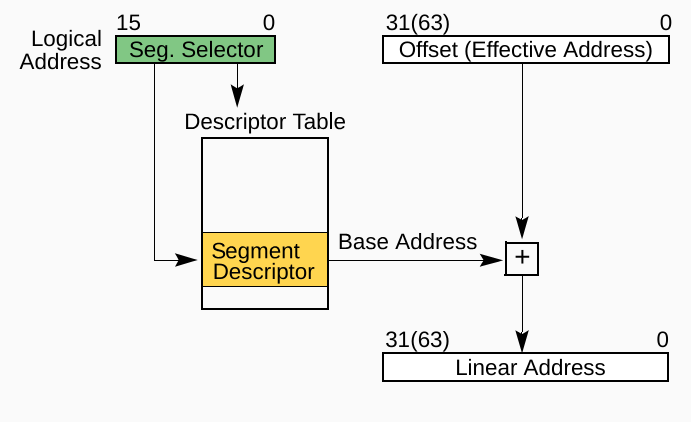 15 0
31(63) 0
Logical
Address
Seg. Selector
Offset (Effective Address)
Descriptor Table
Base Address
Segment
Descriptor
+
31(63) 0
Linear Address